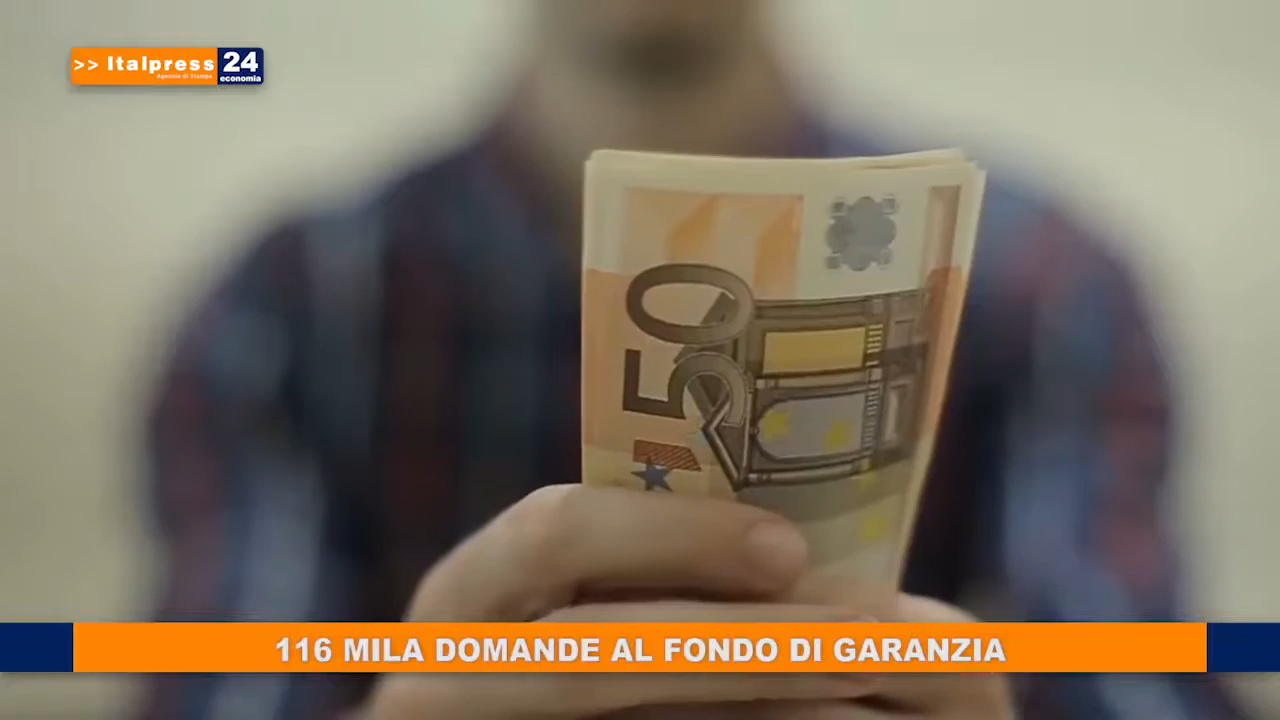 >> Italpress
Agenzia di Stampa
24
economia
50
116 MILA DOMANDE AL FONDO DI GARANZIA